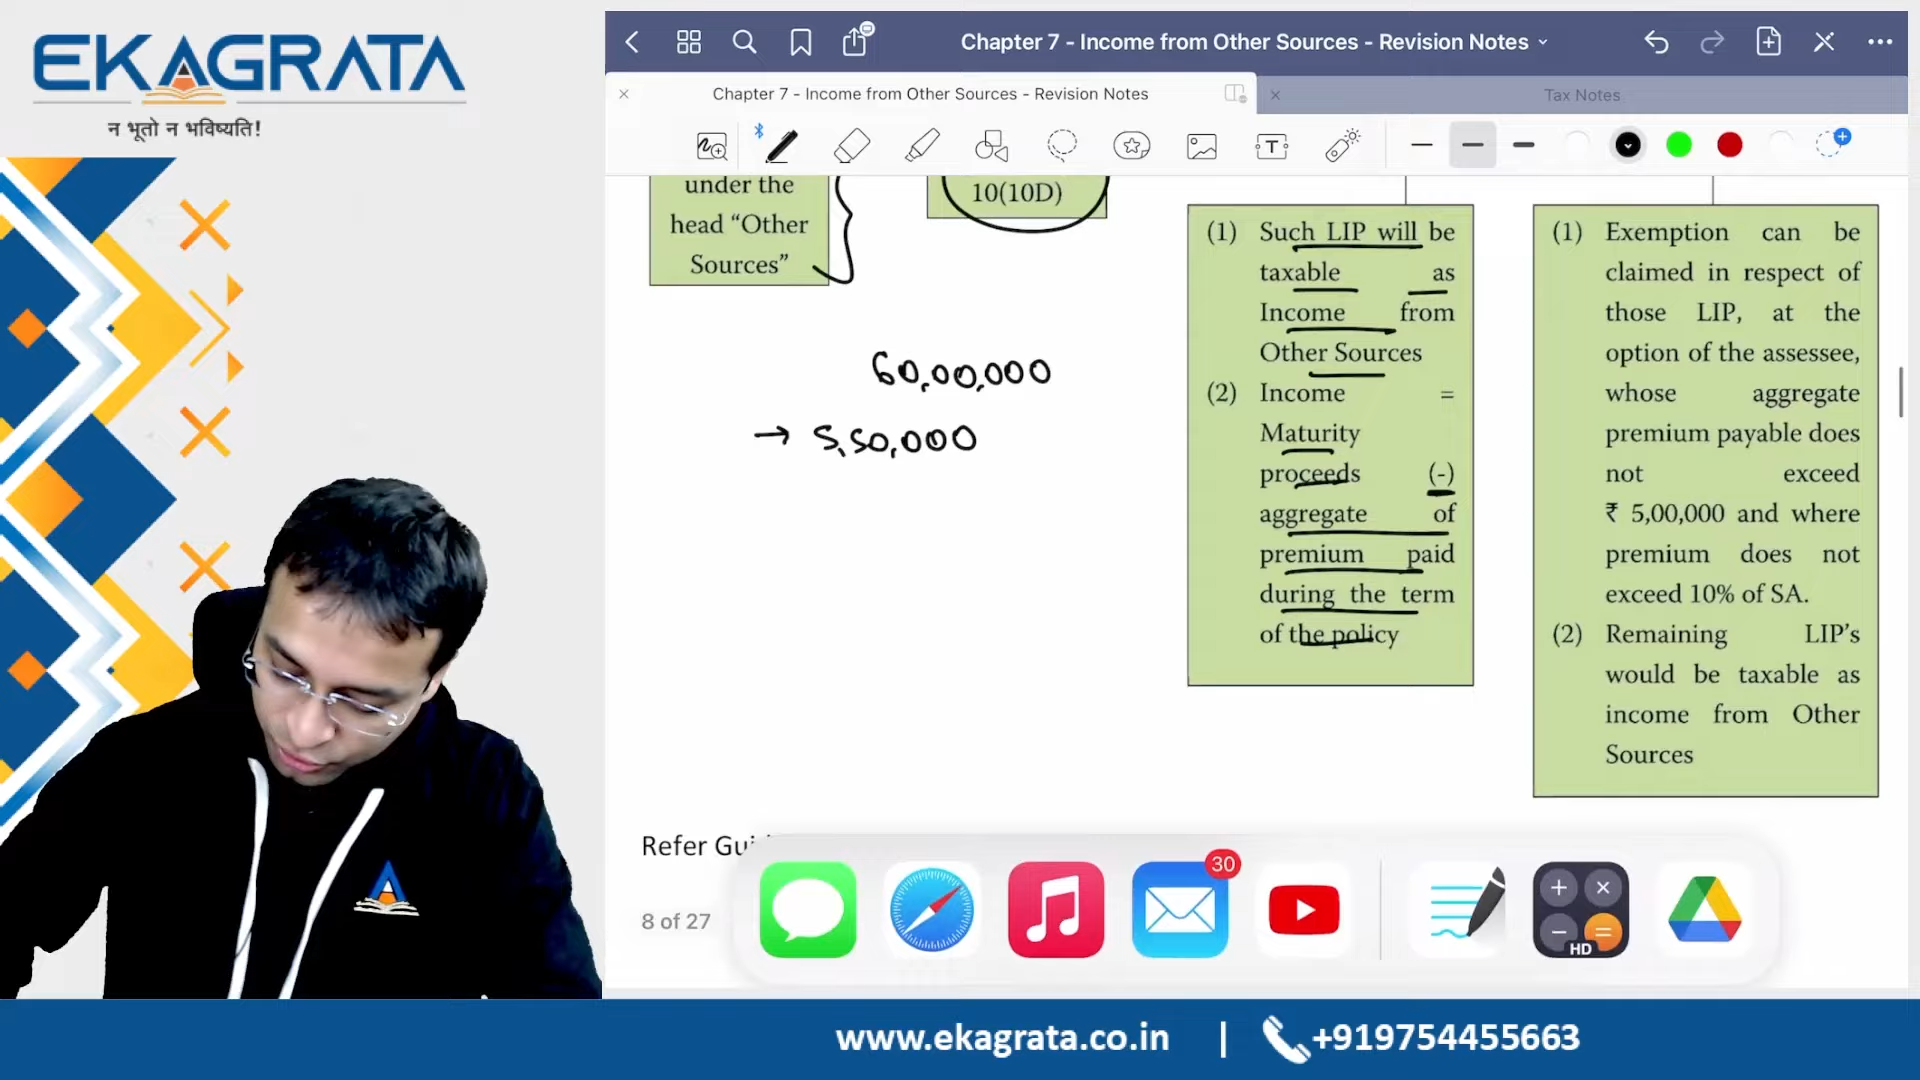 EKAGRATA
न भूतो न भविष्यति!
Chapter 7 - Income from Other Sources - Revision Notes
Chapter 7 - Income from Other Sources - Revision Notes
Tax Notes
under the
head “Other
Sources”
10(10D)
60,00,000
→ 5,50,000
(1) Such LIP will be
taxable as
Income from
Other Sources
(2) Income =
Maturity
proceeds (-)
aggregate of
premium paid
during the term
of the policy
(1) Exemption can be
claimed in respect of
those LIP, at the
option of the assessee,
whose aggregate
premium payable does
not exceed
₹ 5,00,000 and where
premium does not
exceed 10% of SA.
(2) Remaining LIP’s
would be taxable as
income from Other
Sources
Refer
8 of 27
30
HD
www.ekagrata.co.in | +919754455663